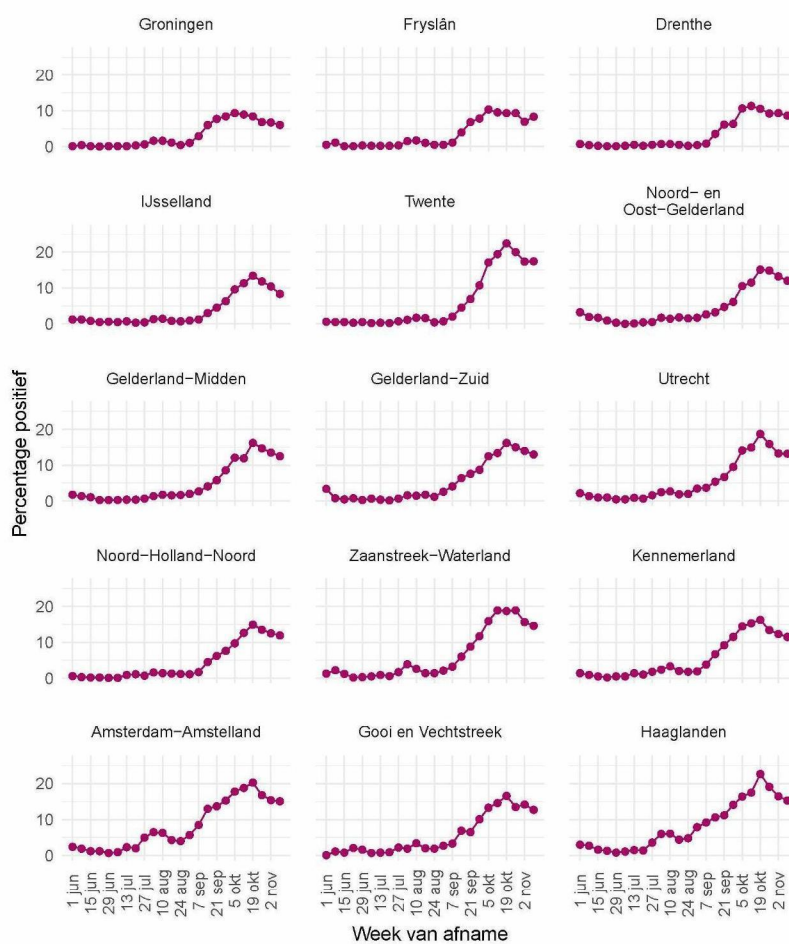 Groningen
Fryslân
Drenthe
20
10
0
IJsselland
Twente
Noord- en
Oost-Gelderland
20
10
0
Gelderland-Midden
Gelderland-Zuid
Utrecht
20
10
0
Percentage positief
Noord-Holland-Noord
Zaanstreek-Waterland
Kennemerland
20
10
0
Amsterdam-Amstelland
Gooi en Vechtstreek
Haaglanden
20
10
0
1 jun
15 jun
29 jun
13 jul
27 jul
10 aug
24 aug
7 sep
21 sep
5 okt
19 okt
2 nov
1 jun
15 jun
29 jun
13 jul
27 jul
10 aug
24 aug
7 sep
21 sep
5 okt
19 okt
2 nov
1 jun
15 jun
29 jun
13 jul
27 jul
10 aug
24 aug
7 sep
21 sep
5 okt
19 okt
2 nov
Week van afname